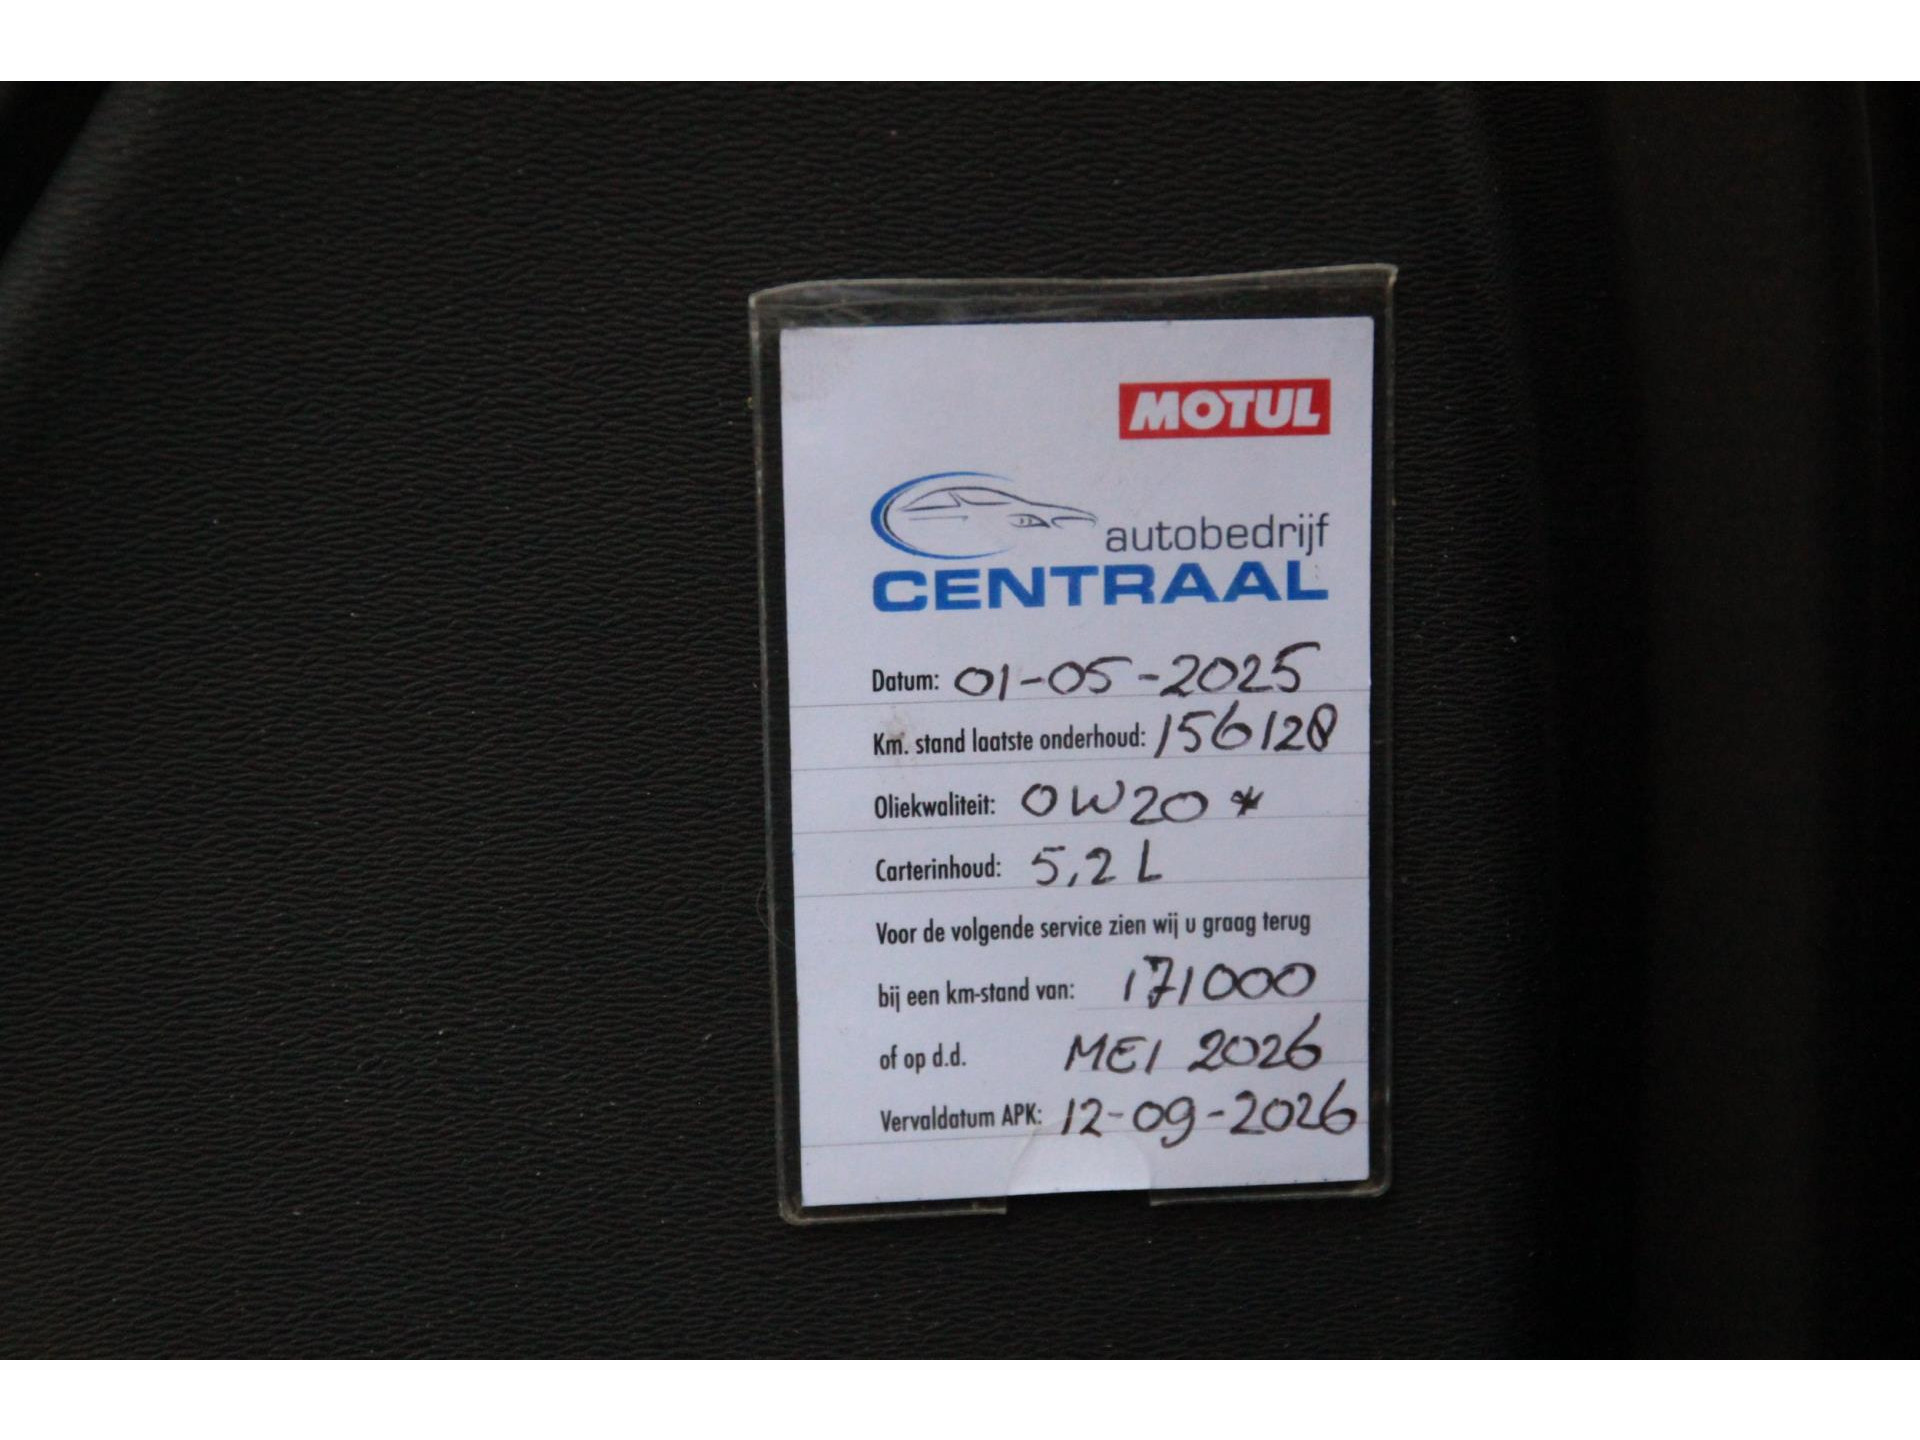 MOTUL
autobedrijf
CENTRAAL
Datum: 01-05-2025
Km. stand laatste onderhoud: 156128
Oliekwaliteit: 0W20*
Carterinhoud: 5,2 L
Voor de volgende service zien wij u graag terug
bij een km-stand van: 171000
of op d.d. MEI 2026
Vervaldatum APK: 12-09-2026